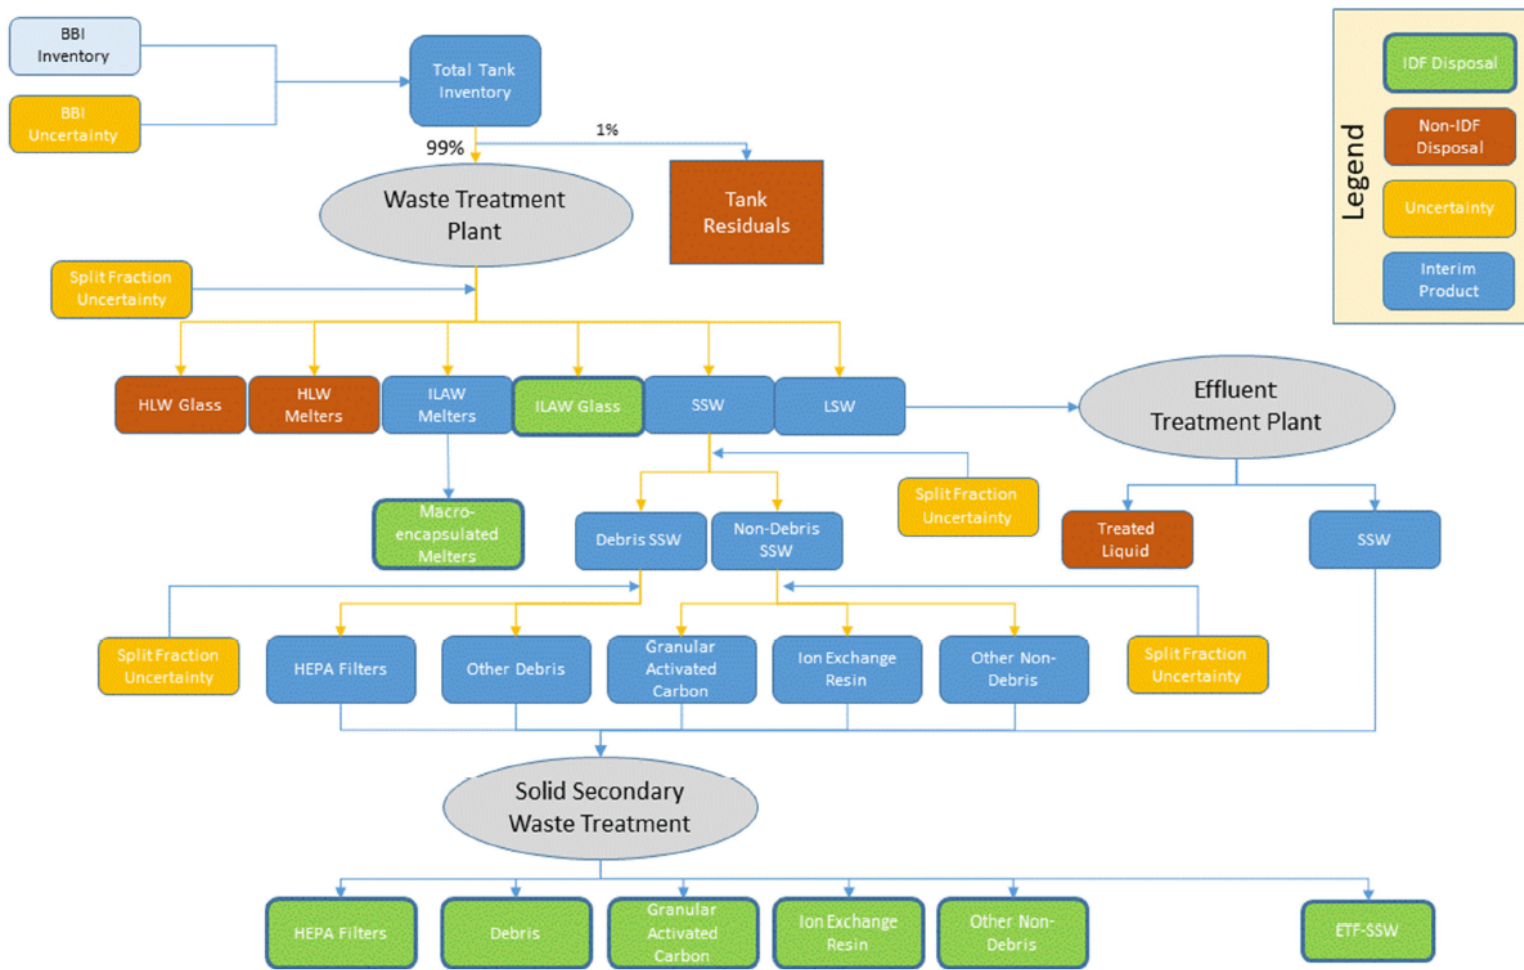 BBI
Inventory
BBI
Uncertainty
Total Tank
Inventory
1%
99%
Waste Treatment
Plant
Tank
Residuals
Legend
IDF Disposal
Non-IDF
Disposal
Uncertainty
Interim
Product
Split Fraction
Uncertainty
HLW Glass
HLW
Melters
ILAW
Melters
ILAW Glass
SSW
LSW
Effluent
Treatment Plant
Macro-
encapsulated
Melters
Debris SSW
Non-Debris
SSW
Split Fraction
Uncertainty
Treated
Liquid
SSW
Split Fraction
Uncertainty
HEPA Filters
Other Debris
Granular
Activated
Carbon
Ion Exchange
Resin
Other Non-
Debris
Split Fraction
Uncertainty
Solid Secondary
Waste Treatment
HEPA Filters
Debris
Granular
Activated
Carbon
Ion Exchange
Resin
Other Non-
Debris
ETF-SSW